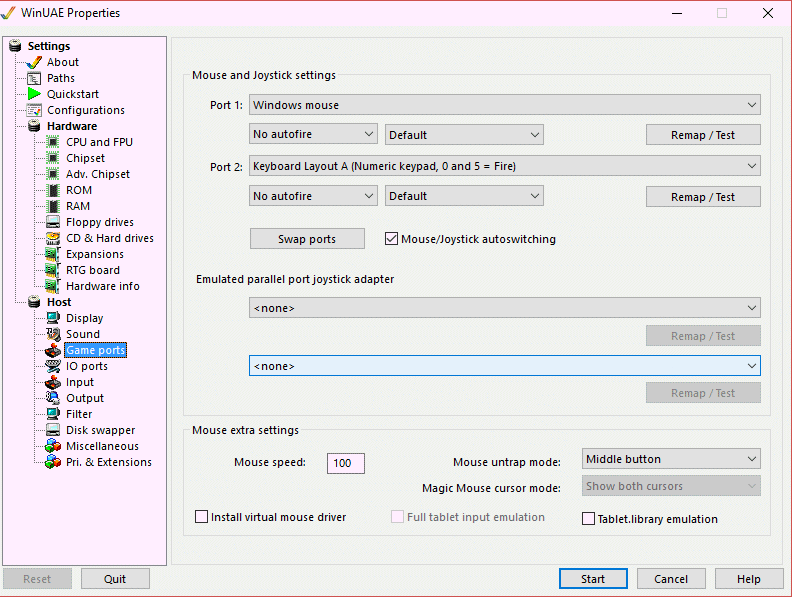 WinUAE Properties
Settings
About
Paths
Quickstart
Configurations
Hardware
CPU and FPU
Chipset
Adv. Chipset
ROM
RAM
Floppy drives
CD & Hard drives
Expansions
RTG board
Hardware info
Host
Display
Sound
Game ports
IO ports
Input
Output
Filter
Disk swapper
Miscellaneous
Pri. & Extensions
Mouse and Joystick settings
Port 1: Windows mouse
No autofire Default Remap / Test
Port 2: Keyboard Layout A (Numeric keypad, 0 and 5 = Fire)
No autofire Default Remap / Test
Swap ports Mouse/Joystick autoswitching
Emulated parallel port joystick adapter
<none>
Remap / Test
<none>
Remap / Test
Mouse extra settings
Mouse speed: 100 Mouse untrap mode: Middle button
Magic Mouse cursor mode: Show both cursors
Install virtual mouse driver Full tablet input emulation Tablet.library emulation
Reset Quit Start Cancel Help